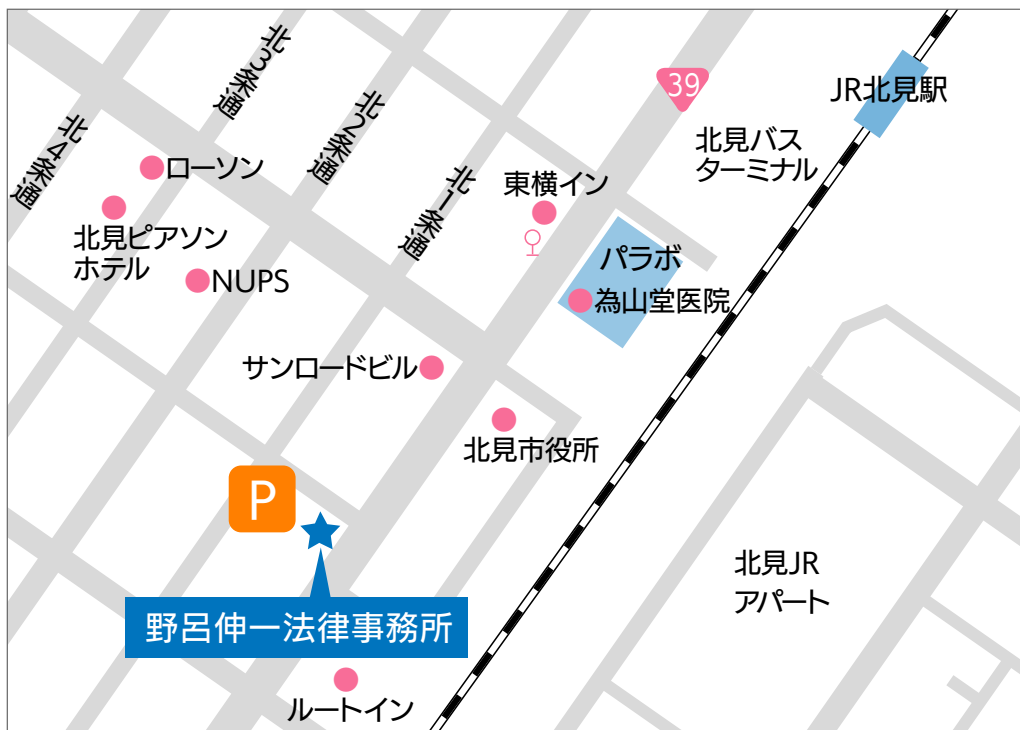 北3条通
39
JR北見駅
北4条通
北2条通
北見バス
ターミナル
ローソン
北1条通
東横イン
北見ピアソン
ホテル
NUPS
パラボ
為山堂医院
サンロードビル
北見市役所
P
北見JR
アパート
野呂伸一法律事務所
ルートイン